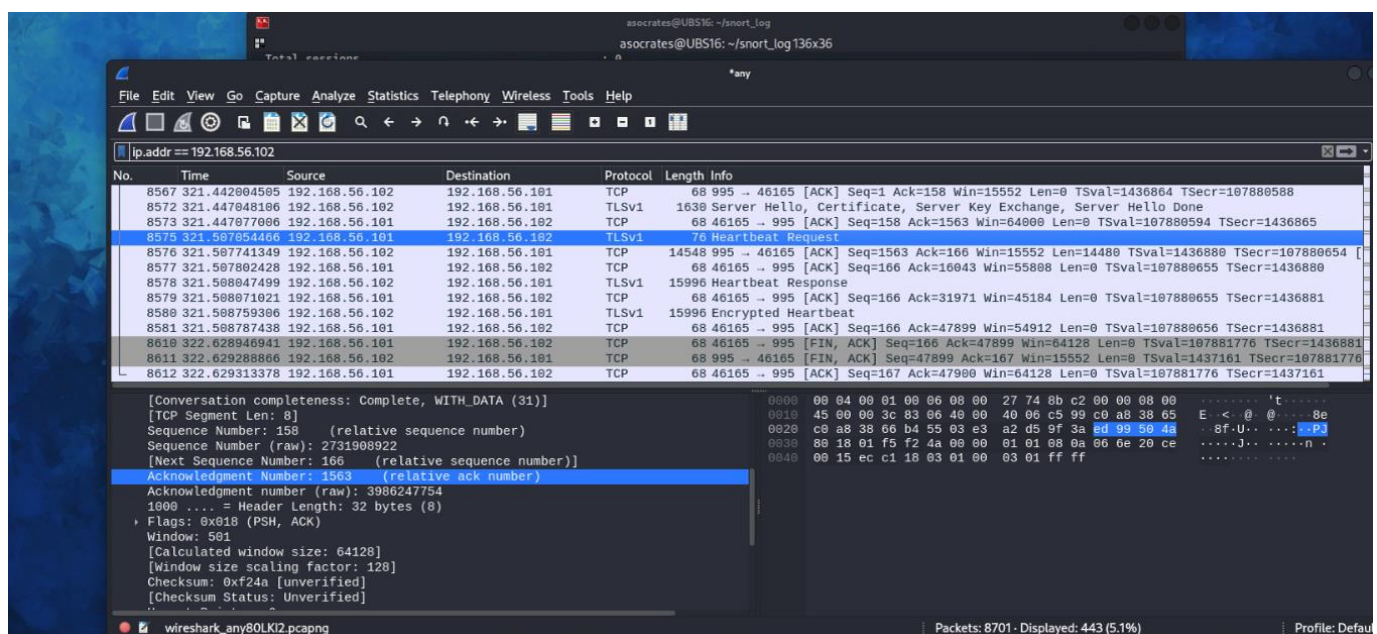 asocrates@UBS16: ~/snort_log
asocrates@UBS16: ~/snort_log 136x36
Total sessions : 0
*any
File Edit View Go Capture Analyze Statistics Telephony Wireless Tools Help
ip.addr == 192.168.56.102
No. Time Source Destination Protocol Length Info
8567 321.442004505 192.168.56.102 192.168.56.101 TCP 68 995 → 46165 [ACK] Seq=1 Ack=158 Win=15552 Len=0 TSval=1436864 TSecr=107880588
8572 321.447048106 192.168.56.102 192.168.56.101 TLSv1 1630 Server Hello, Certificate, Server Key Exchange, Server Hello Done
8573 321.447077006 192.168.56.101 192.168.56.102 TCP 68 46165 → 995 [ACK] Seq=158 Ack=1563 Win=64000 Len=0 TSval=107880594 TSecr=1436865
8575 321.507054466 192.168.56.101 192.168.56.102 TLSv1 76 Heartbeat Request
8576 321.507741349 192.168.56.102 192.168.56.101 TCP 14548 995 → 46165 [ACK] Seq=1563 Ack=166 Win=15552 Len=14480 TSval=1436880 TSecr=107880654 [
8577 321.507802428 192.168.56.101 192.168.56.102 TCP 68 46165 → 995 [ACK] Seq=166 Ack=16043 Win=55808 Len=0 TSval=107880655 TSecr=1436880
8578 321.508047499 192.168.56.102 192.168.56.101 TLSv1 15996 Heartbeat Response
8579 321.508071021 192.168.56.101 192.168.56.102 TCP 68 46165 → 995 [ACK] Seq=166 Ack=31971 Win=45184 Len=0 TSval=107880655 TSecr=1436881
8580 321.508759306 192.168.56.102 192.168.56.101 TLSv1 15996 Encrypted Heartbeat
8581 321.508787438 192.168.56.101 192.168.56.102 TCP 68 46165 → 995 [ACK] Seq=166 Ack=47899 Win=54912 Len=0 TSval=107880656 TSecr=1436881
8610 322.628946941 192.168.56.101 192.168.56.102 TCP 68 46165 → 995 [FIN, ACK] Seq=166 Ack=47899 Win=64128 Len=0 TSval=107881776 TSecr=1436881
8611 322.629288866 192.168.56.102 192.168.56.101 TCP 68 995 → 46165 [FIN, ACK] Seq=47899 Ack=167 Win=15552 Len=0 TSval=1437161 TSecr=107881776
8612 322.629313378 192.168.56.101 192.168.56.102 TCP 68 46165 → 995 [ACK] Seq=167 Ack=47900 Win=64128 Len=0 TSval=107881776 TSecr=1437161
[Conversation completeness: Complete, WITH_DATA (31)]
[TCP Segment Len: 8]
Sequence Number: 158 (relative sequence number)
Sequence Number (raw): 2731908922
[Next Sequence Number: 166 (relative sequence number)]
Acknowledgment Number: 1563 (relative ack number)
Acknowledgment number (raw): 3986247754
1000 .... = Header Length: 32 bytes (8)
Flags: 0x018 (PSH, ACK)
Window: 501
[Calculated window size: 64128]
[Window size scaling factor: 128]
Checksum: 0xf24a [unverified]
[Checksum Status: Unverified]
0000 00 04 00 01 00 06 08 00 27 74 8b c2 00 00 08 00 ........ 't......
0010 45 00 00 3c 83 06 40 00 40 06 c5 99 c0 a8 38 65 E··<··@· @·····8e
0020 c0 a8 38 66 b4 55 03 e3 a2 d5 9f 3a ed 99 50 4a ··8f·U·· ···:··PJ
0030 80 18 01 f5 f2 4a 00 00 01 01 08 0a 06 6e 20 ce ·····J·· ·····n ·
0040 00 15 ec c1 18 03 01 00 03 01 ff ff ········ ····
wireshark_any80LKI2.pcapng Packets: 8701 · Displayed: 443 (5.1%) Profile: Defau